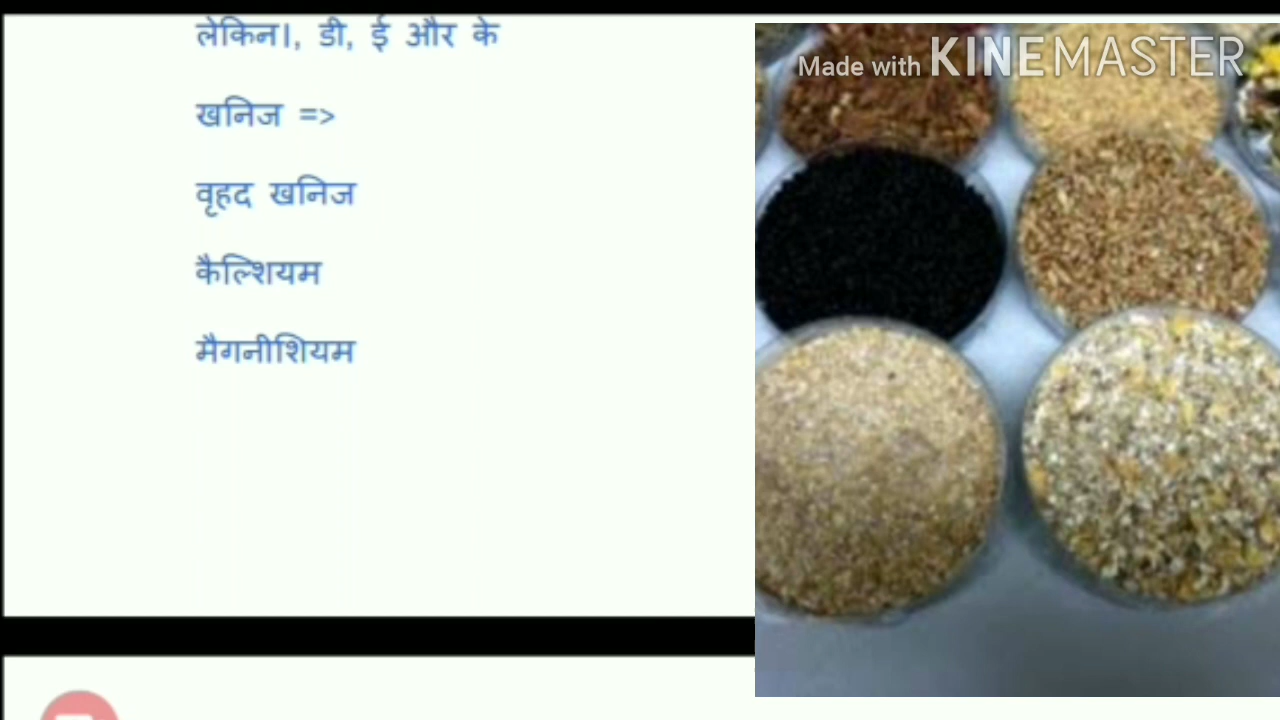 लेकिन।, डी, ई और के
Made with KINEMASTER
खनिज =>
वृहद खनिज
कैल्शियम
मैगनीशियम